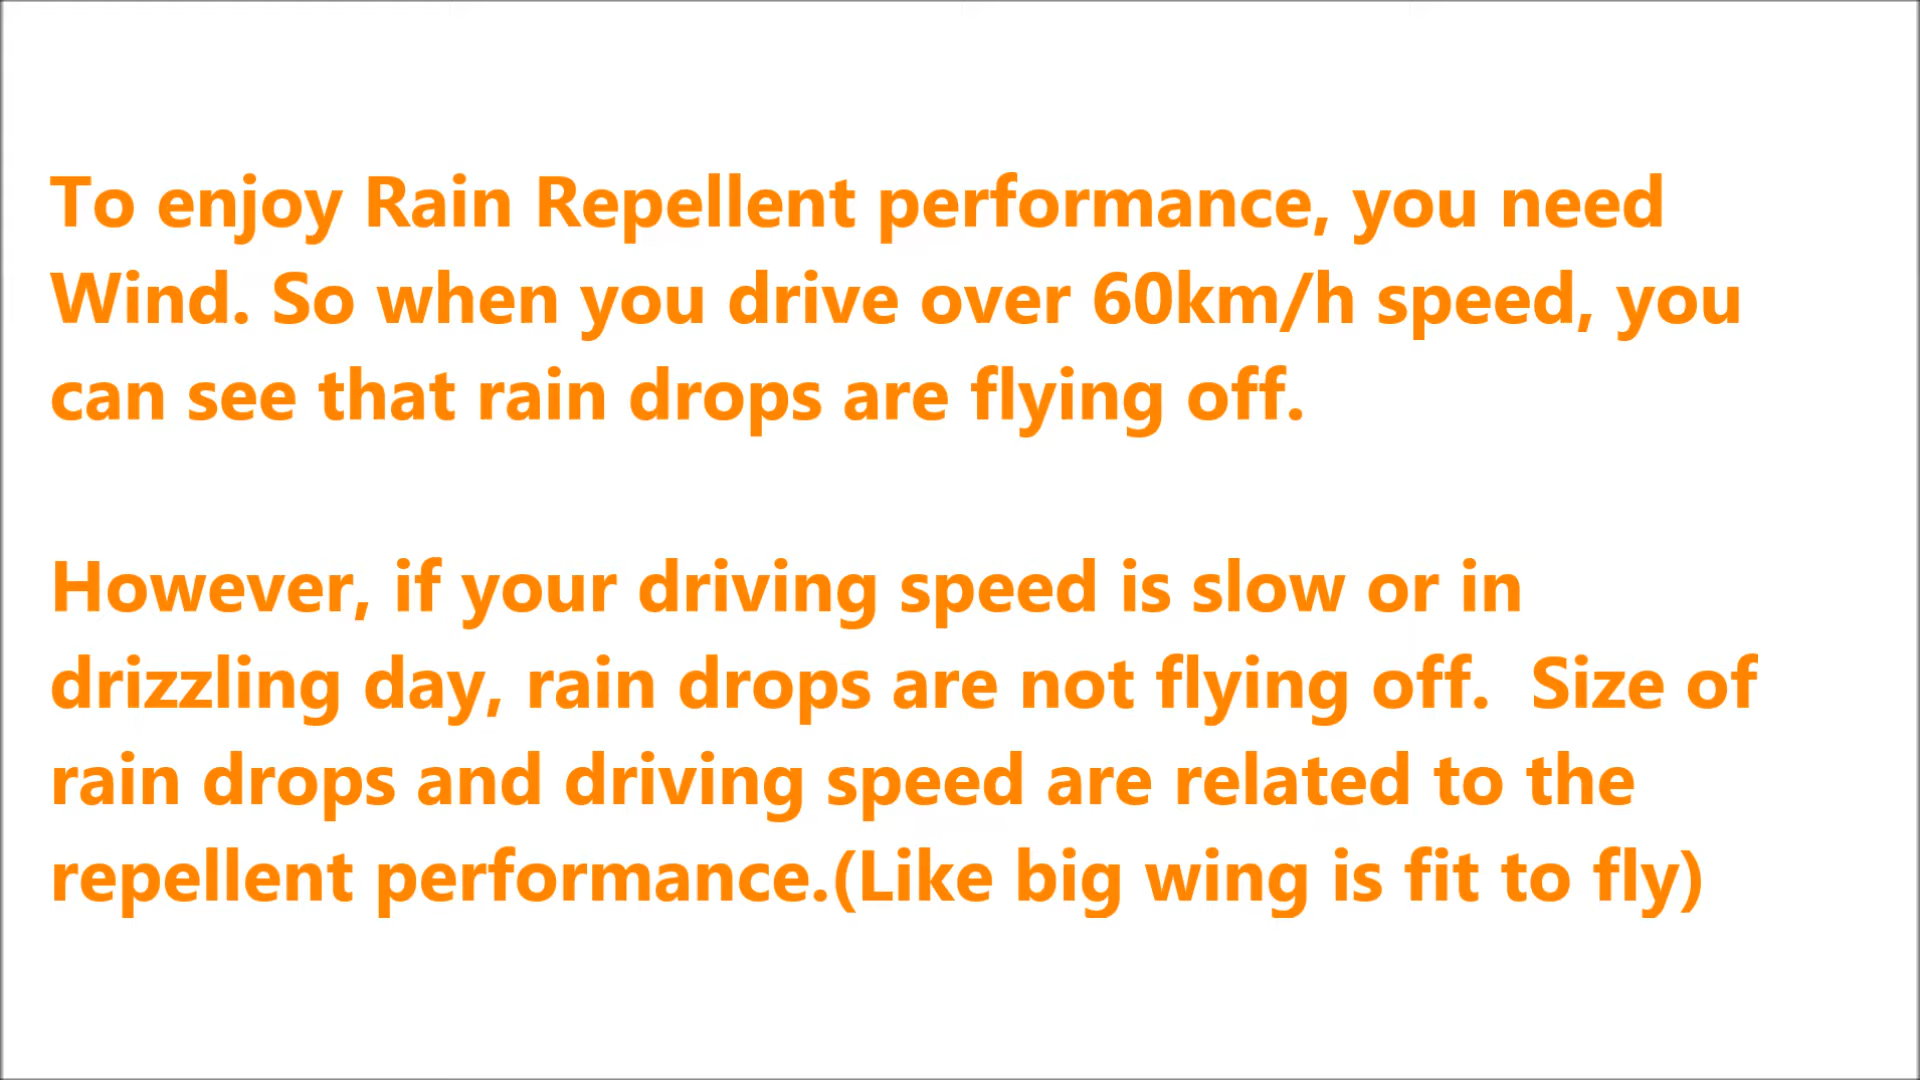 To enjoy Rain Repellent performance, you need
Wind. So when you drive over 60km/h speed, you
can see that rain drops are flying off.
However, if your driving speed is slow or in
drizzling day, rain drops are not flying off.  Size of
rain drops and driving speed are related to the
repellent performance.(Like big wing is fit to fly)